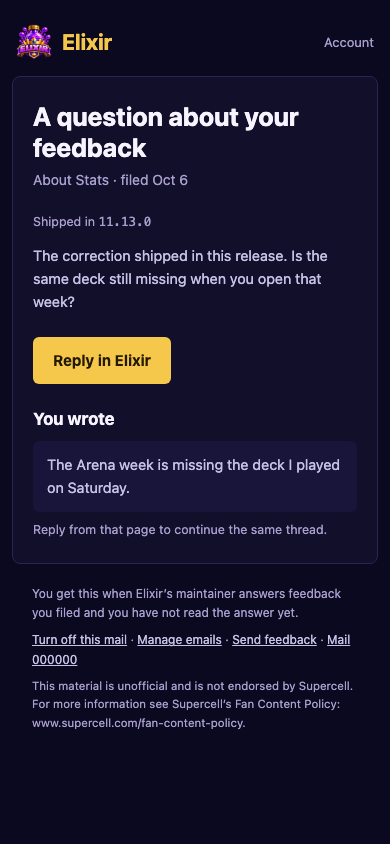 ELIXIR
Elixir
Account
A question about your
feedback
About Stats · filed Oct 6
Shipped in 11.13.0
The correction shipped in this release. Is the
same deck still missing when you open that
week?
Reply in Elixir
You wrote
The Arena week is missing the deck I played
on Saturday.
Reply from that page to continue the same thread.
You get this when Elixir’s maintainer answers feedback
you filed and you have not read the answer yet.
Turn off this mail · Manage emails · Send feedback · Mail
000000
This material is unofficial and is not endorsed by Supercell.
For more information see Supercell’s Fan Content Policy:
www.supercell.com/fan-content-policy.